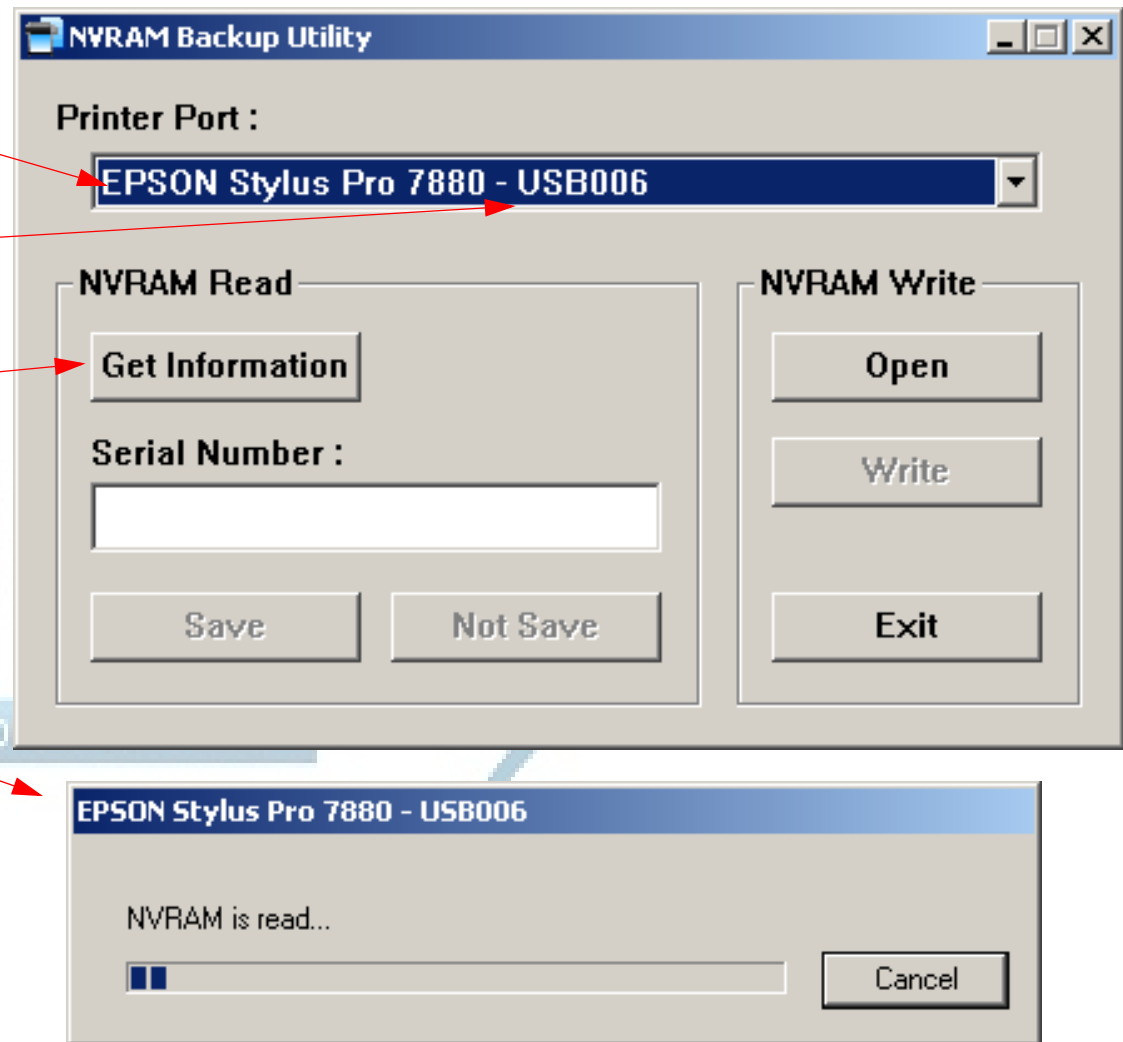 NVRAM Backup Utility
Printer Port :
EPSON Stylus Pro 7880 - USB006
NVRAM Read
NVRAM Write
Get Information
Open
Serial Number :
Write
Save
Not Save
Exit
EPSON Stylus Pro 7880 - USB006
NVRAM is read...
Cancel